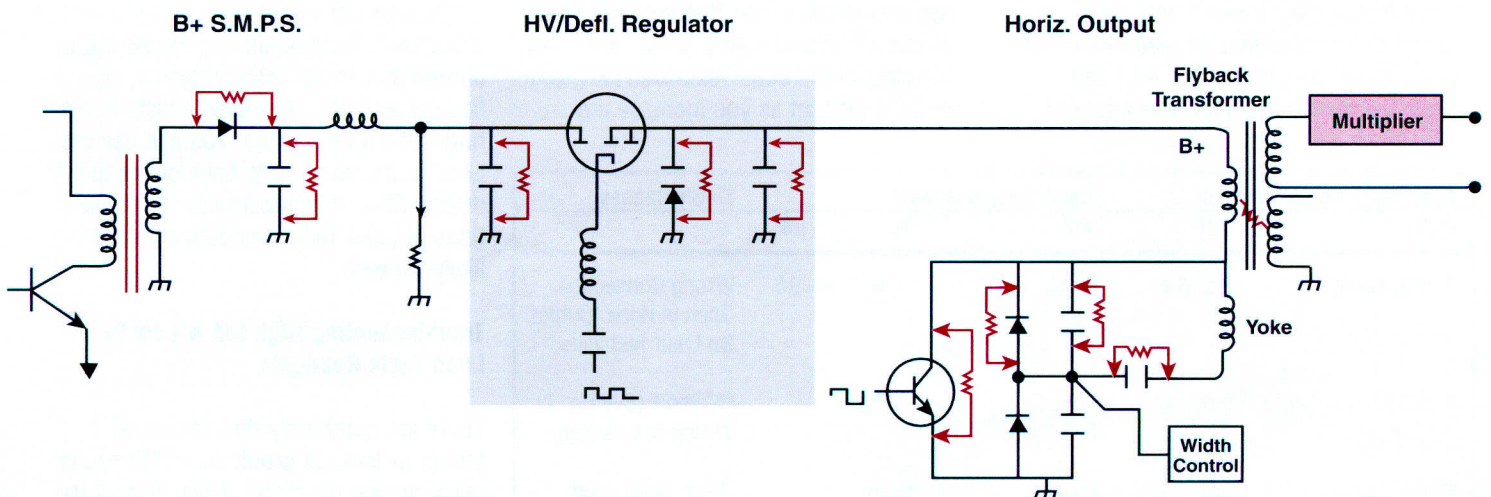 B+ S.M.P.S.
HV/Defl. Regulator
Horiz. Output
Flyback
Transformer
Multiplier
B+
Yoke
Width
Control